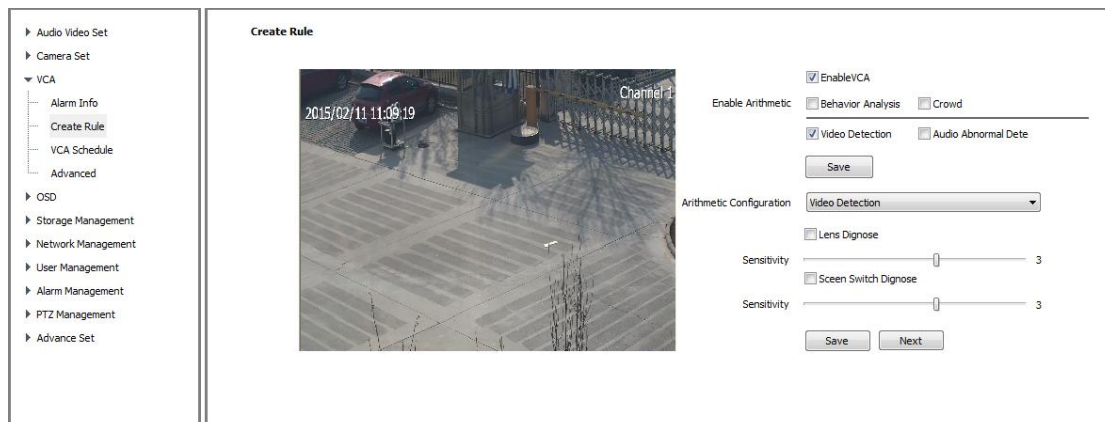 Audio Video Set
Camera Set
VCA
Alarm Info
Create Rule
VCA Schedule
Advanced
OSD
Storage Management
Network Management
User Management
Alarm Management
PTZ Management
Advance Set
Create Rule
Channel 1
2015/02/11 11:09:19
EnableVCA
Enable Arithmetic Behavior Analysis Crowd
Video Detection Audio Abnormal Dete
Save
Arithmetic Configuration Video Detection
Lens Dignose
Sensitivity 3
Sceen Switch Dignose
Sensitivity 3
Save Next